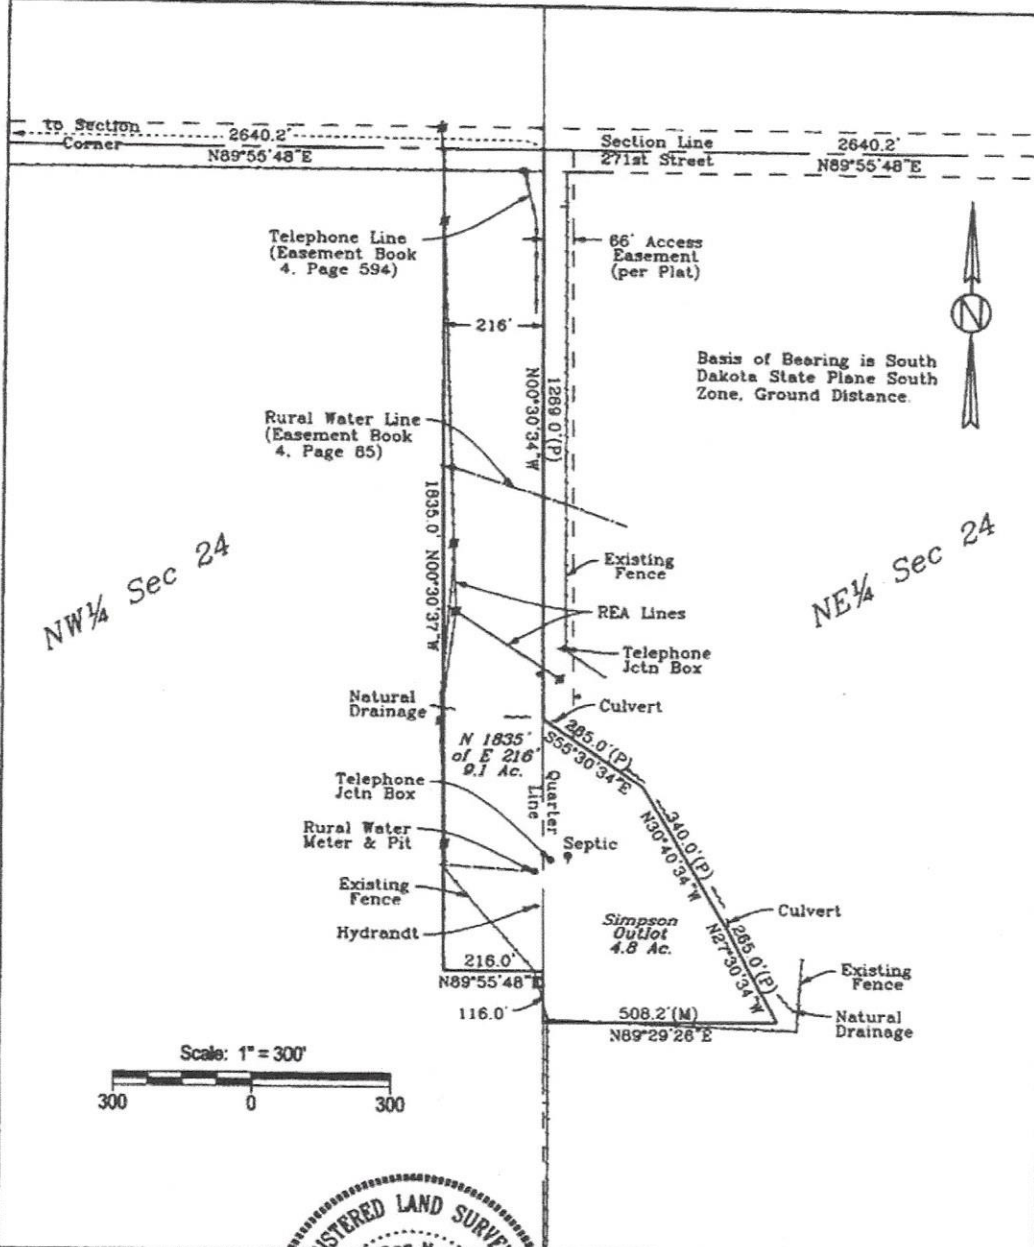 to Section
Corner
2640.2'
N89°55'48"E
Section Line
271st Street
2640.2'
N89°55'48"E
Telephone Line
(Easement Book
4, Page 594)
66' Access
Easement
(per Plat)
216'
N
Basis of Bearing is South
Dakota State Plane South
Zone, Ground Distance.
1289.0'(P)
N00°30'34"W
Rural Water Line
(Easement Book
4, Page 85)
1835.0' N00°30'37"W
NW¼ Sec 24
NE¼ Sec 24
Existing
Fence
REA Lines
Telephone
Jctn Box
Natural
Drainage
Culvert
N 1835'
of E 216'
9.1 Ac.
285.0'(P)
S55°30'34"E
Telephone
Jctn Box
Quarter
Line
340.0'(P)
N30°40'34"W
Rural Water
Meter & Pit
Septic
Existing
Fence
Culvert
Hydrandt
Simpson
Outlot
4.8 Ac.
265.0'(P)
N27°30'34"W
216.0'
N89°55'48"E
Existing
Fence
116.0'
508.2'(M)
N89°29'26"E
Natural
Drainage
Scale: 1" = 300'
300 0 300
LAND